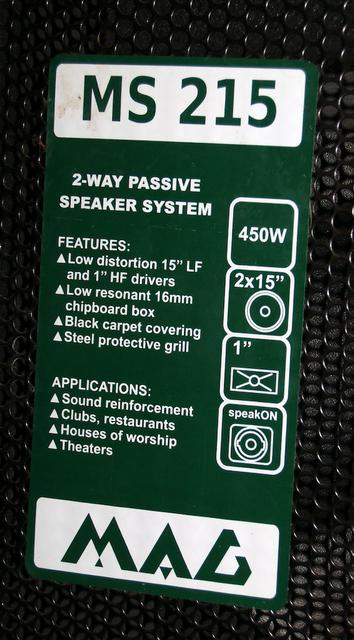 MS 215
2-WAY PASSIVE
SPEAKER SYSTEM
FEATURES:
▲Low distortion 15” LF
and 1” HF drivers
▲Low resonant 16mm
chipboard box
▲Black carpet covering
▲Steel protective grill
APPLICATIONS:
▲Sound reinforcement
▲Clubs, restaurants
▲Houses of worship
▲Theaters
450W
2x15”
1”
speakON
MAG